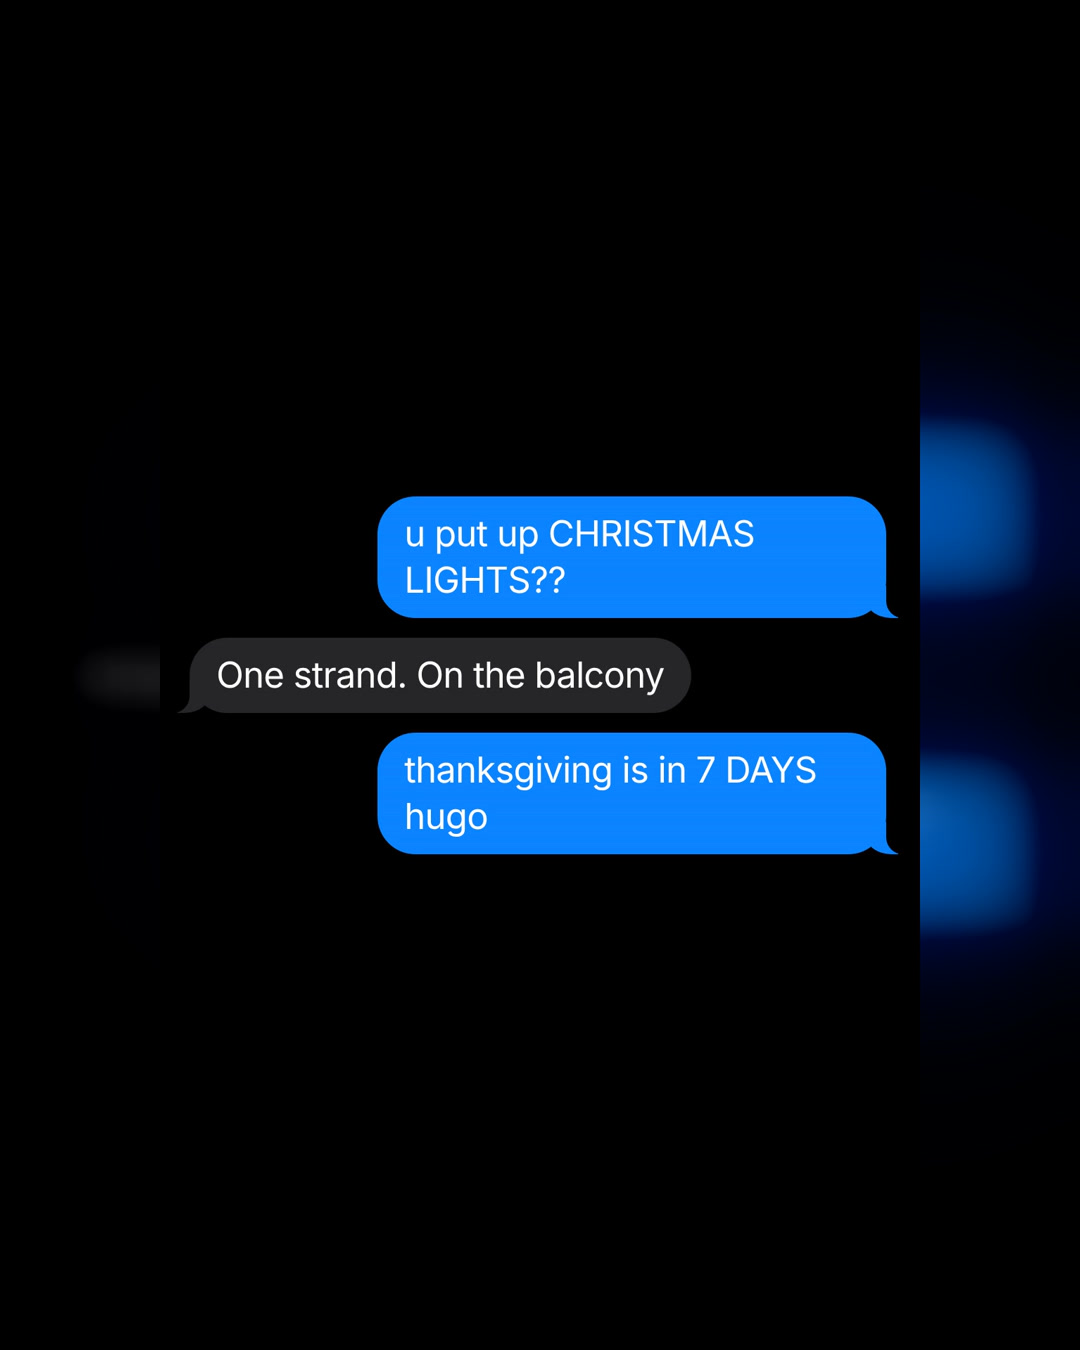 u put up CHRISTMAS
LIGHTS??
One strand. On the balcony
thanksgiving is in 7 DAYS
hugo